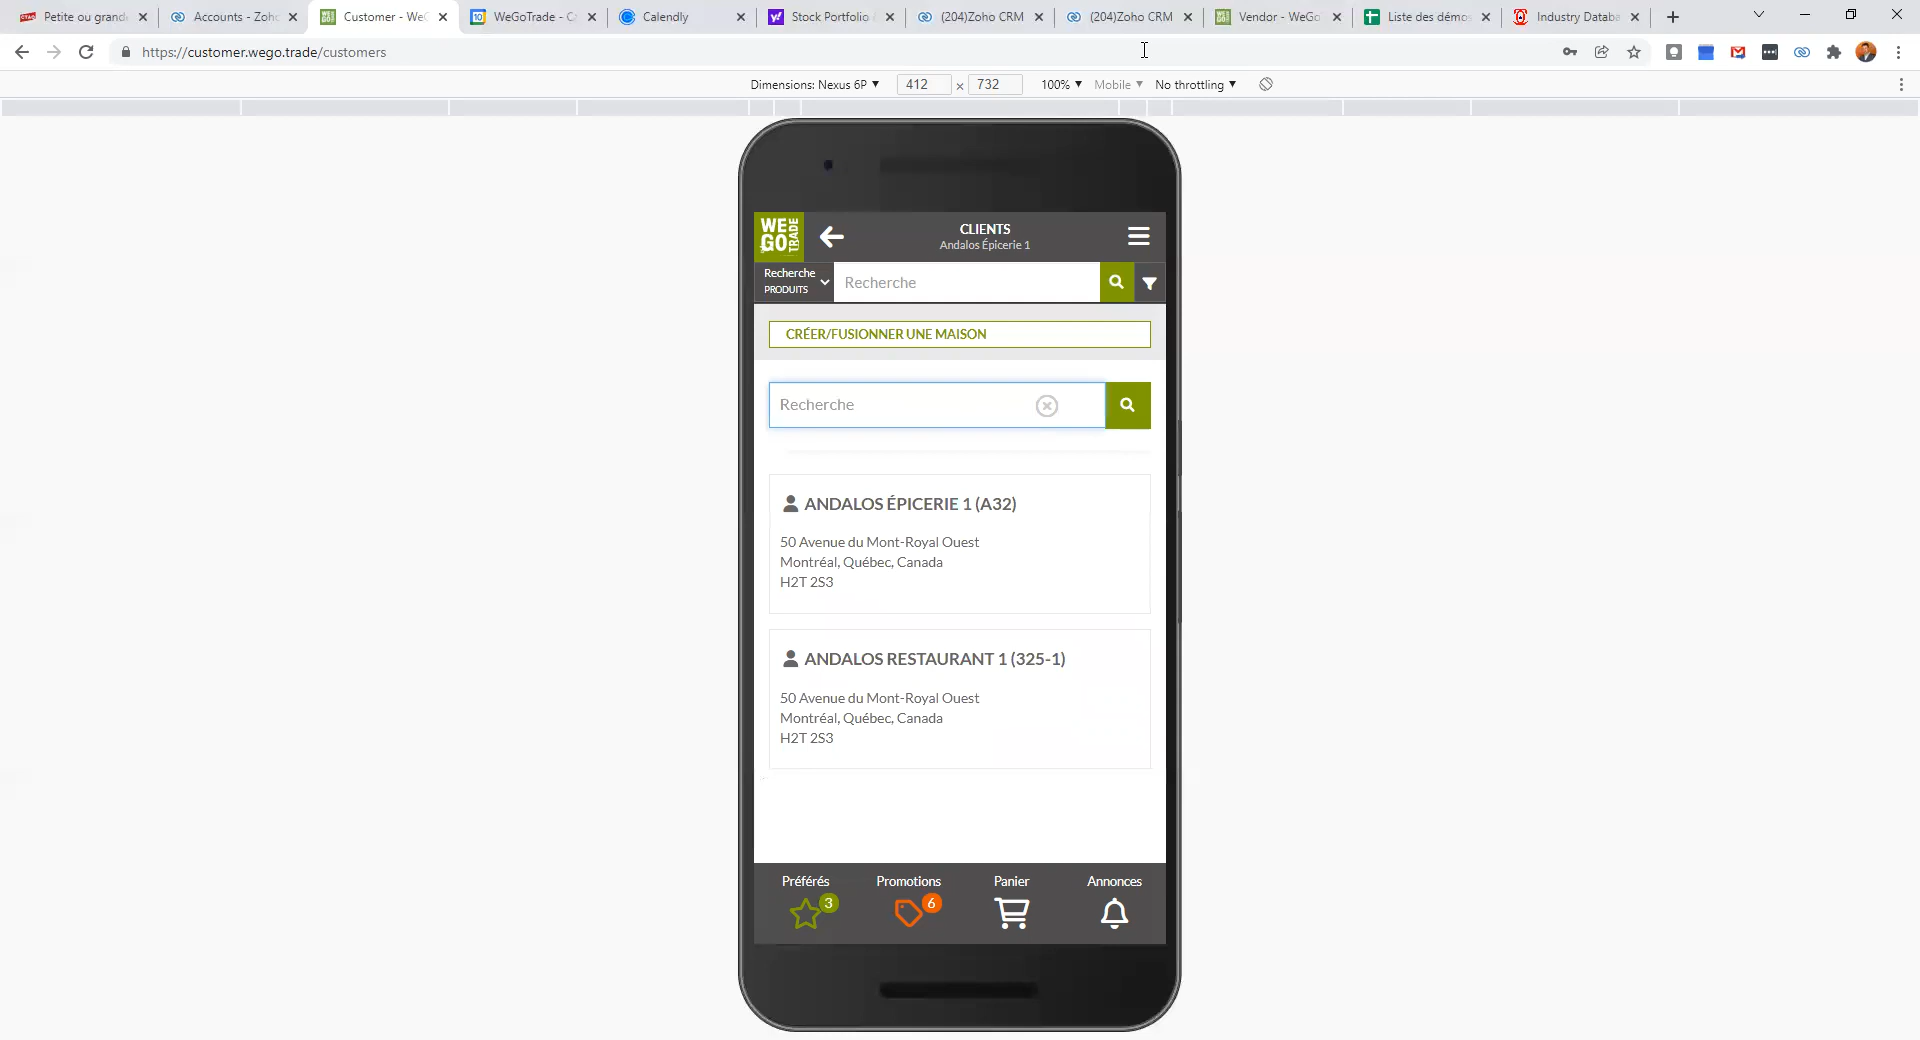 Petite ou grand
Accounts - Zoh
Customer - WeG
WeGoTrade - C
Calendly
Stock Portfolio
(204)Zoho CRM
(204)Zoho CRM
Vendor - WeGo
Liste des démo
Industry Databa
https://customer.wego.trade/customers
Dimensions: Nexus 6P ▼ 412 × 732 100% ▼ Mobile ▼ No throttling ▼
WE GO TRADE
CLIENTS
Andalos Épicerie 1
Recherche
PRODUITS
Recherche
CRÉER/FUSIONNER UNE MAISON
Recherche
ANDALOS ÉPICERIE 1 (A32)
50 Avenue du Mont-Royal Ouest
Montréal, Québec, Canada
H2T 2S3
ANDALOS RESTAURANT 1 (325-1)
50 Avenue du Mont-Royal Ouest
Montréal, Québec, Canada
H2T 2S3
Préférés Promotions Panier Annonces
3 6